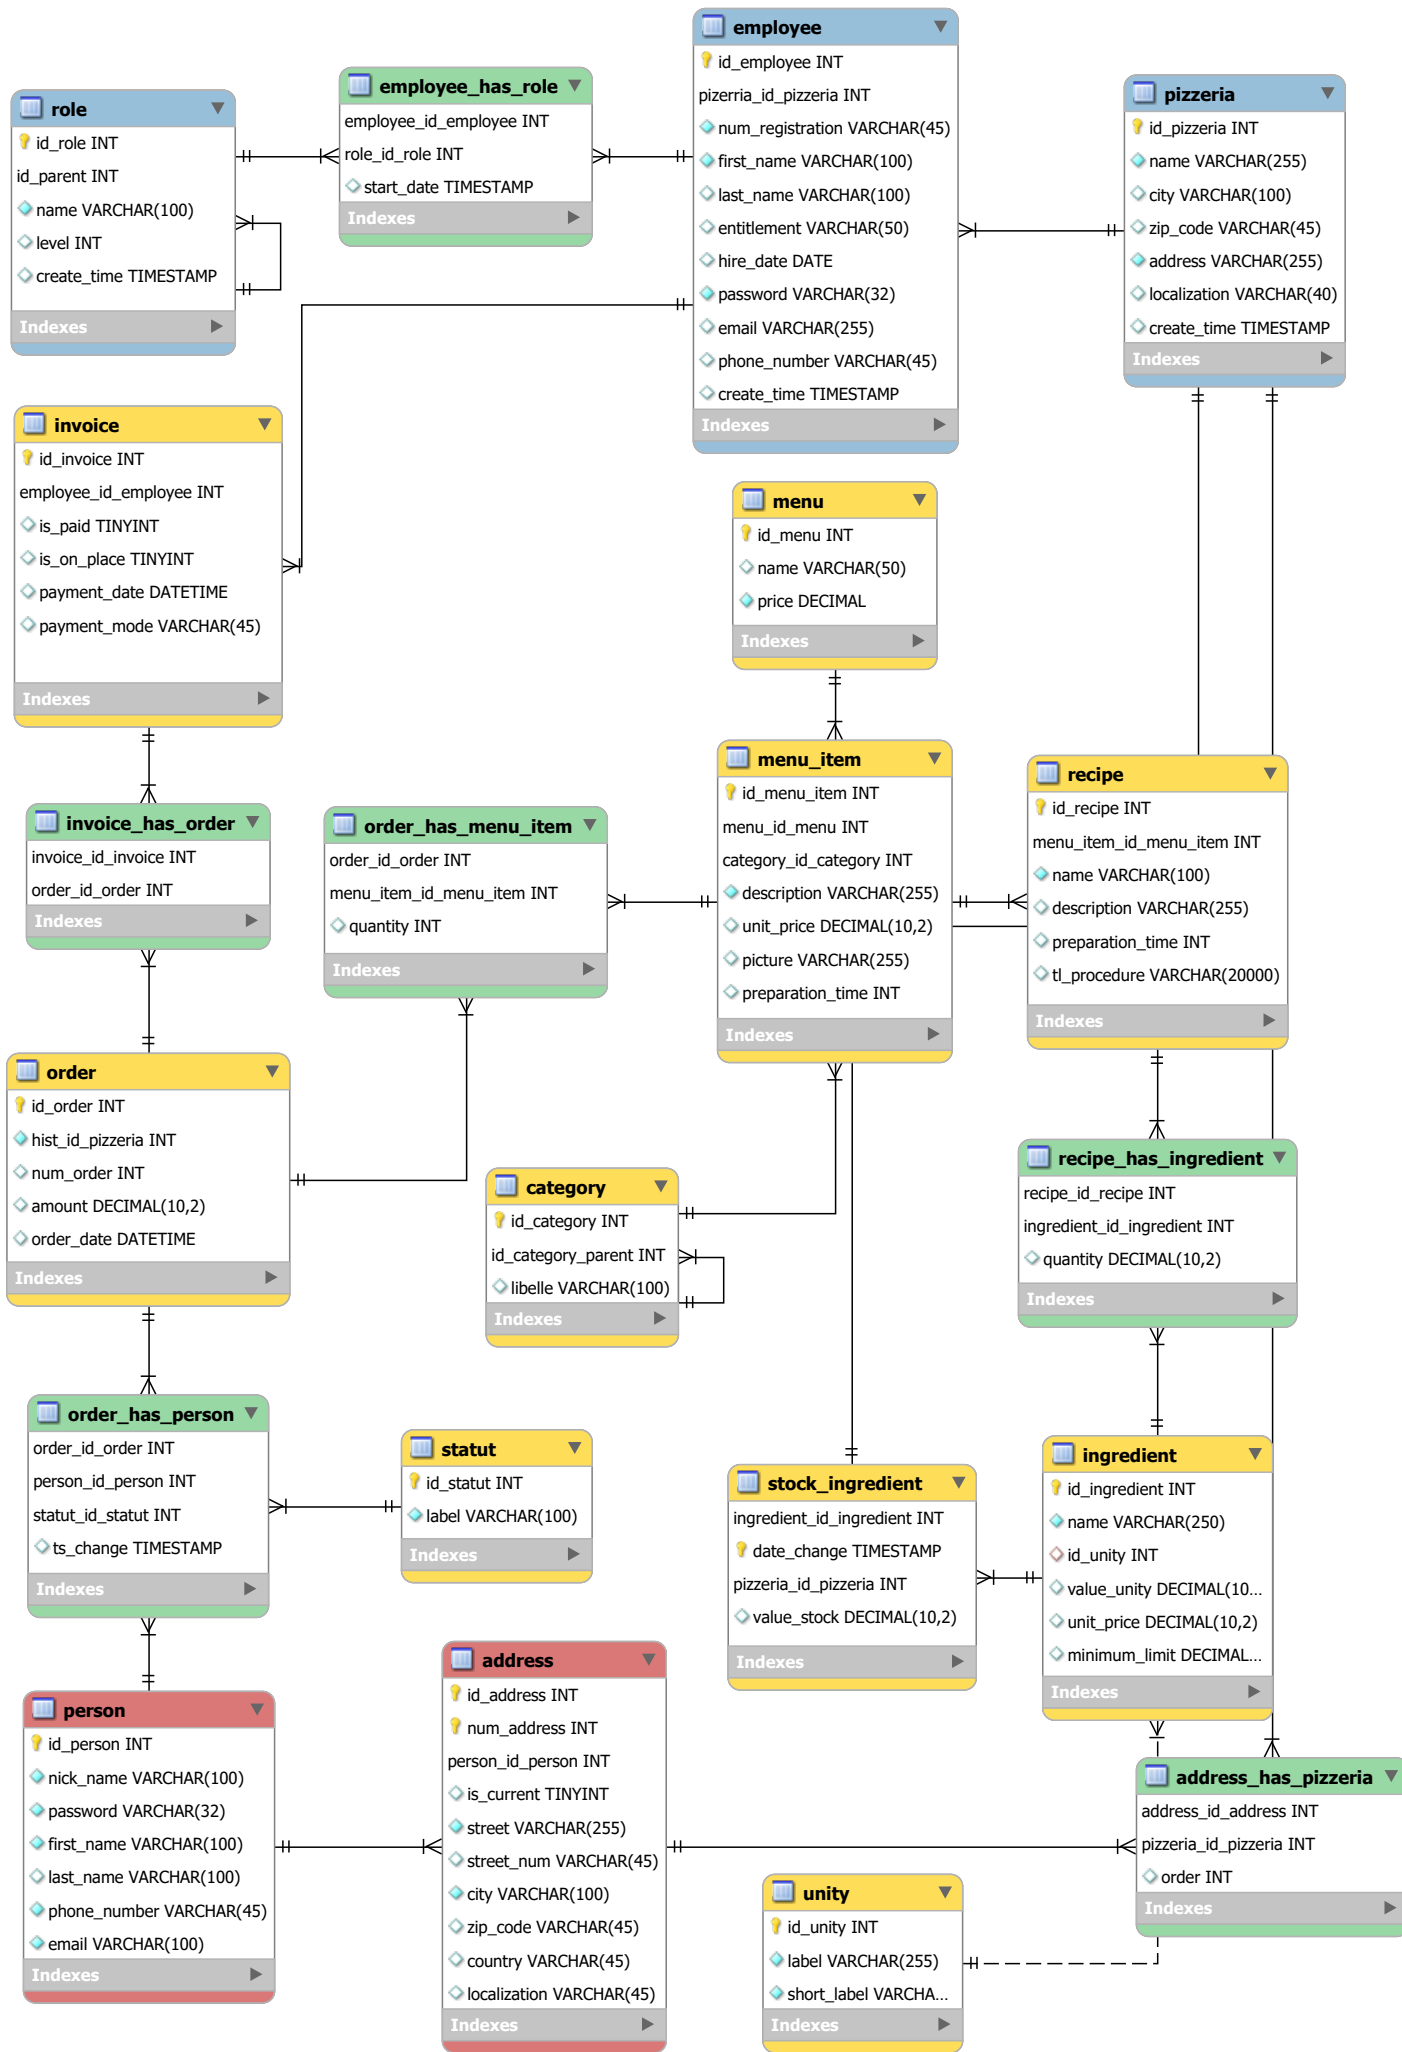 employee
id_employee INT
pizerria_id_pizzeria INT
num_registration VARCHAR(45)
first_name VARCHAR(100)
last_name VARCHAR(100)
entitlement VARCHAR(50)
hire_date DATE
password VARCHAR(32)
email VARCHAR(255)
phone_number VARCHAR(45)
create_time TIMESTAMP
Indexes
employee_has_role
employee_id_employee INT
role_id_role INT
start_date TIMESTAMP
Indexes
role
id_role INT
id_parent INT
name VARCHAR(100)
level INT
create_time TIMESTAMP
Indexes
pizzeria
id_pizzeria INT
name VARCHAR(255)
city VARCHAR(100)
zip_code VARCHAR(45)
address VARCHAR(255)
localization VARCHAR(40)
create_time TIMESTAMP
Indexes
invoice
id_invoice INT
employee_id_employee INT
is_paid TINYINT
is_on_place TINYINT
payment_date DATETIME
payment_mode VARCHAR(45)
Indexes
menu
id_menu INT
name VARCHAR(50)
price DECIMAL
Indexes
invoice_has_order
invoice_id_invoice INT
order_id_order INT
Indexes
order_has_menu_item
order_id_order INT
menu_item_id_menu_item INT
quantity INT
Indexes
menu_item
id_menu_item INT
menu_id_menu INT
category_id_category INT
description VARCHAR(255)
unit_price DECIMAL(10,2)
picture VARCHAR(255)
preparation_time INT
Indexes
recipe
id_recipe INT
menu_item_id_menu_item INT
name VARCHAR(100)
description VARCHAR(255)
preparation_time INT
tl_procedure VARCHAR(20000)
Indexes
order
id_order INT
hist_id_pizzeria INT
num_order INT
amount DECIMAL(10,2)
order_date DATETIME
Indexes
category
id_category INT
id_category_parent INT
libelle VARCHAR(100)
Indexes
recipe_has_ingredient
recipe_id_recipe INT
ingredient_id_ingredient INT
quantity DECIMAL(10,2)
Indexes
order_has_person
order_id_order INT
person_id_person INT
statut_id_statut INT
ts_change TIMESTAMP
Indexes
statut
id_statut INT
label VARCHAR(100)
Indexes
stock_ingredient
ingredient_id_ingredient INT
date_change TIMESTAMP
pizzeria_id_pizzeria INT
value_stock DECIMAL(10,2)
Indexes
ingredient
id_ingredient INT
name VARCHAR(250)
id_unity INT
value_unity DECIMAL(10...
unit_price DECIMAL(10,2)
minimum_limit DECIMAL...
Indexes
person
id_person INT
nick_name VARCHAR(100)
password VARCHAR(32)
first_name VARCHAR(100)
last_name VARCHAR(100)
phone_number VARCHAR(45)
email VARCHAR(100)
Indexes
address
id_address INT
num_address INT
person_id_person INT
is_current TINYINT
street VARCHAR(255)
street_num VARCHAR(45)
city VARCHAR(100)
zip_code VARCHAR(45)
country VARCHAR(45)
localization VARCHAR(45)
Indexes
address_has_pizzeria
address_id_address INT
pizzeria_id_pizzeria INT
order INT
Indexes
unity
id_unity INT
label VARCHAR(255)
short_label VARCHA...
Indexes